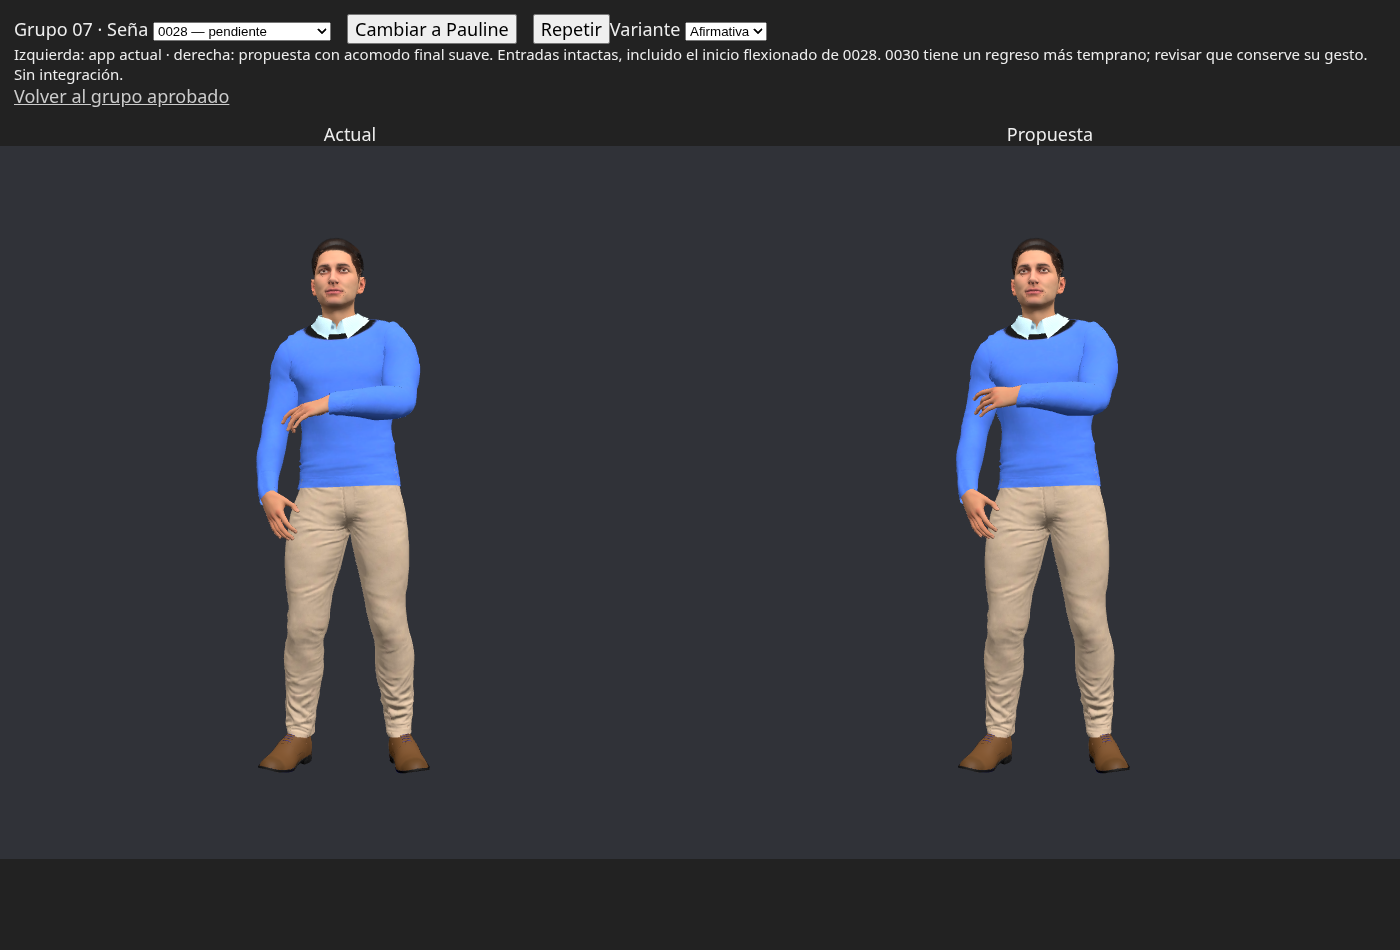 Grupo 07 · Seña 0028 — pendiente Cambiar a Pauline Repetir Variante Afirmativa
Izquierda: app actual · derecha: propuesta con acomodo final suave. Entradas intactas, incluido el inicio flexionado de 0028. 0030 tiene un regreso más temprano; revisar que conserve su gesto.
Sin integración.
Volver al grupo aprobado
Actual Propuesta